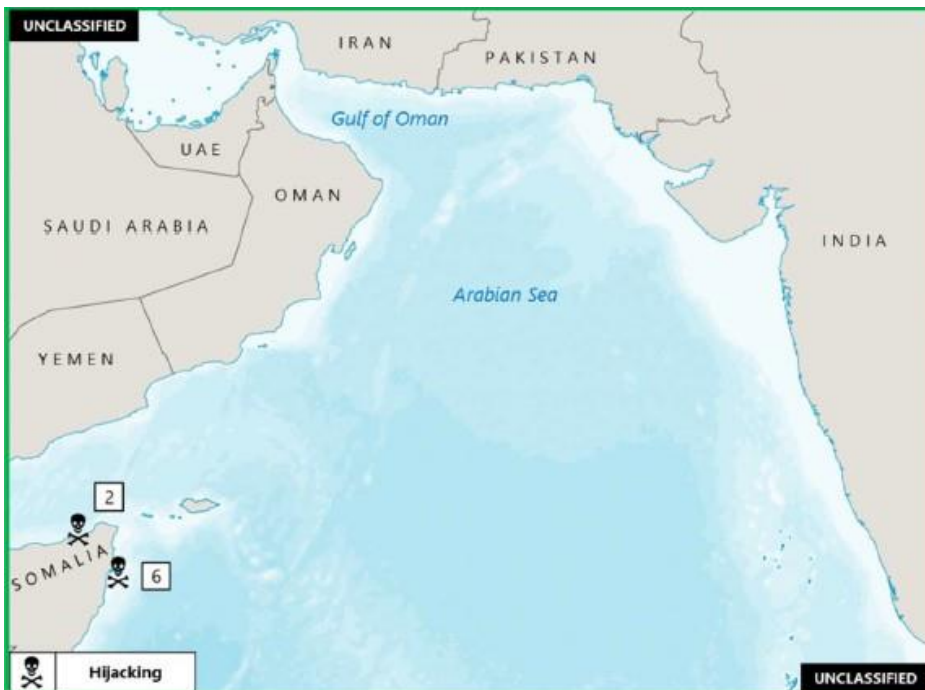 UNCLASSIFIED
IRAN
PAKISTAN
Gulf of Oman
UAE
OMAN
SAUDI ARABIA
INDIA
Arabian Sea
YEMEN
2
SOMALIA
6
Hijacking
UNCLASSIFIED